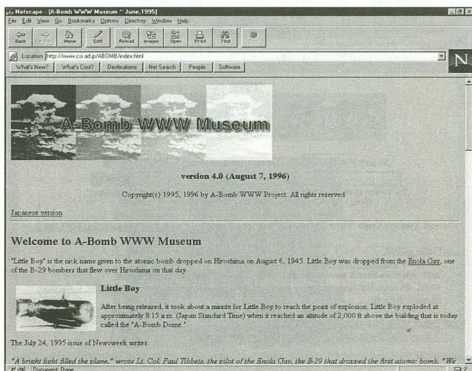 Netscape - [A-Bomb WWW Museum ~ June,1995]
File Edit View Go Bookmarks Options Directory Window Help
Back Home Edit Reload Images Open Print Find
Location: http://www.csi.ad.jp/ABOMB/index.html
N
What's New? What's Cool? Destinations Net Search People Software
A-Bomb WWW Museum
version 4.0 (August 7, 1996)
Copyright(c) 1995, 1996 by A-Bomb WWW Project. All rights reserved
Japanese version
Welcome to A-Bomb WWW Museum
"Little Boy" is the nick name given to the atomic bomb dropped on Hiroshima on August 6, 1945. Little Boy was dropped from the Enola Gay, one
of the B-29 bombers that flew over Hiroshima on that day
Little Boy
After being released, it took about a minute for Little Boy to reach the point of explosion. Little Boy exploded at
approximately 8:15 a.m. (Japan Standard Time) when it reached an altitude of 2,000 ft above the building that is today
called the "A-Bomb Dome."
The July 24, 1995 issue of Newsweek writes
"A bright light filled the plane," wrote Lt. Col. Paul Tibbets, the pilot of the Enola Gay, the B-29 that dropped the first atomic bomb. "We
Document: Done